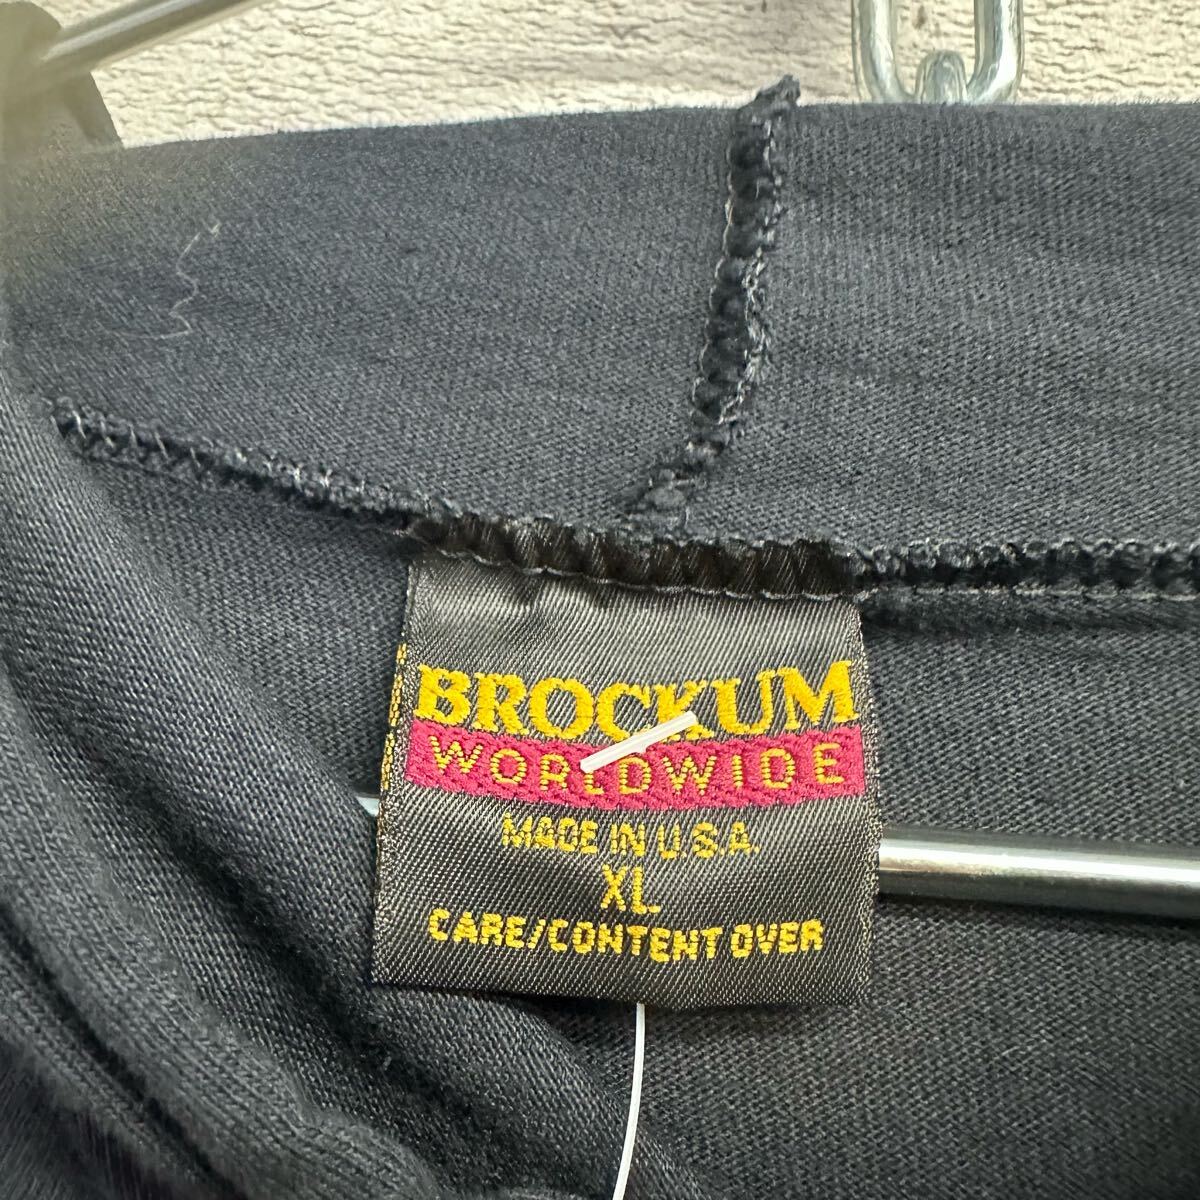 BROCKUM
WORLDWIDE
MADE IN U.S.A.
XL
CARE/CONTENT OVER